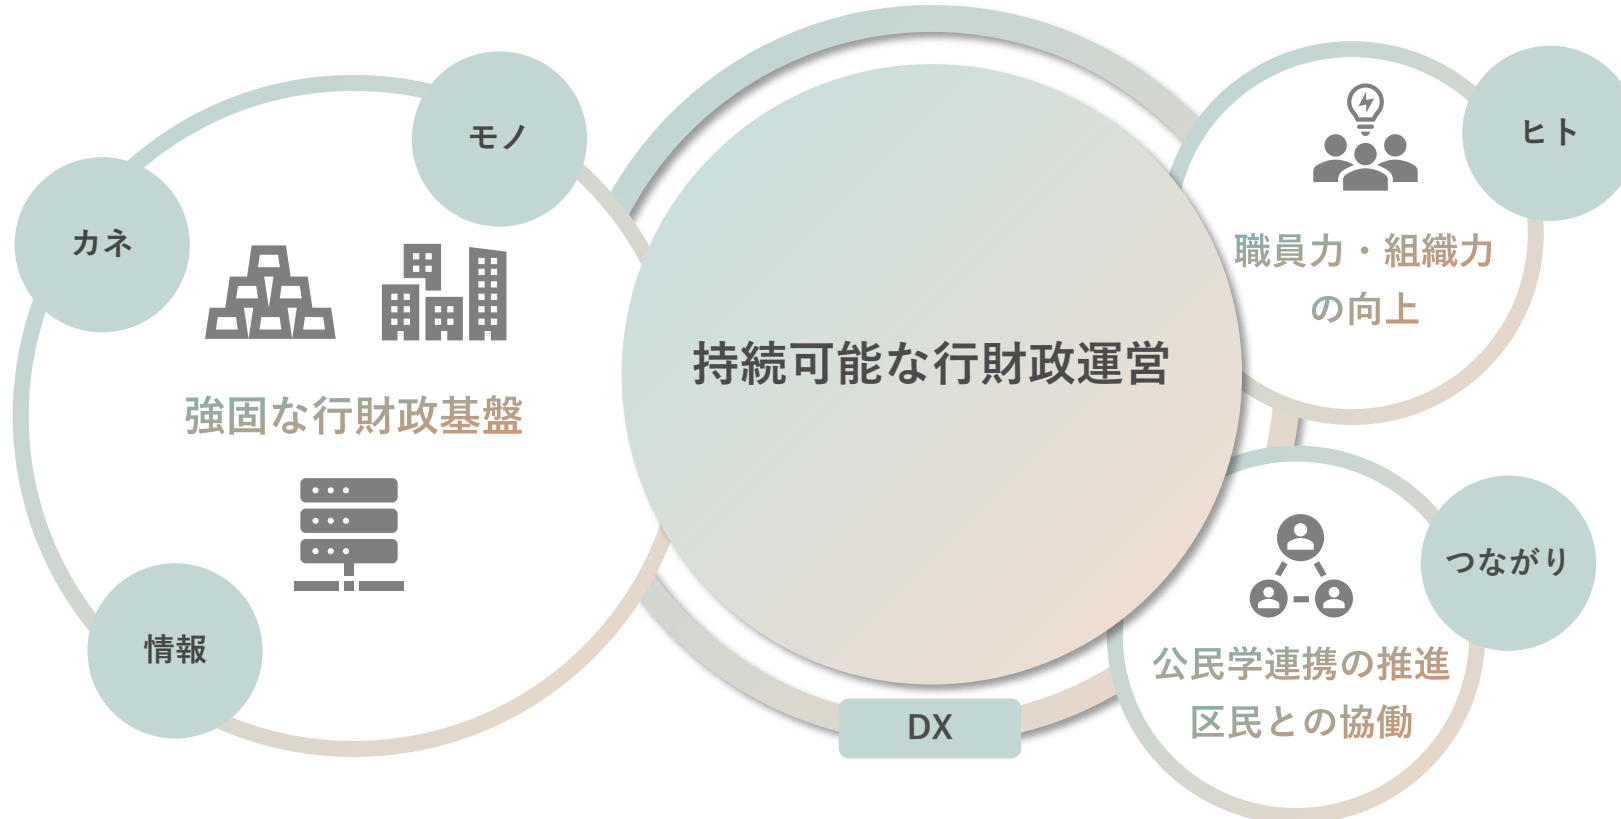 モノ
カネ
強固な行財政基盤
情報
持続可能な行財政運営
DX
ヒト
職員力・組織力
の向上
つながり
公民学連携の推進
区民との協働